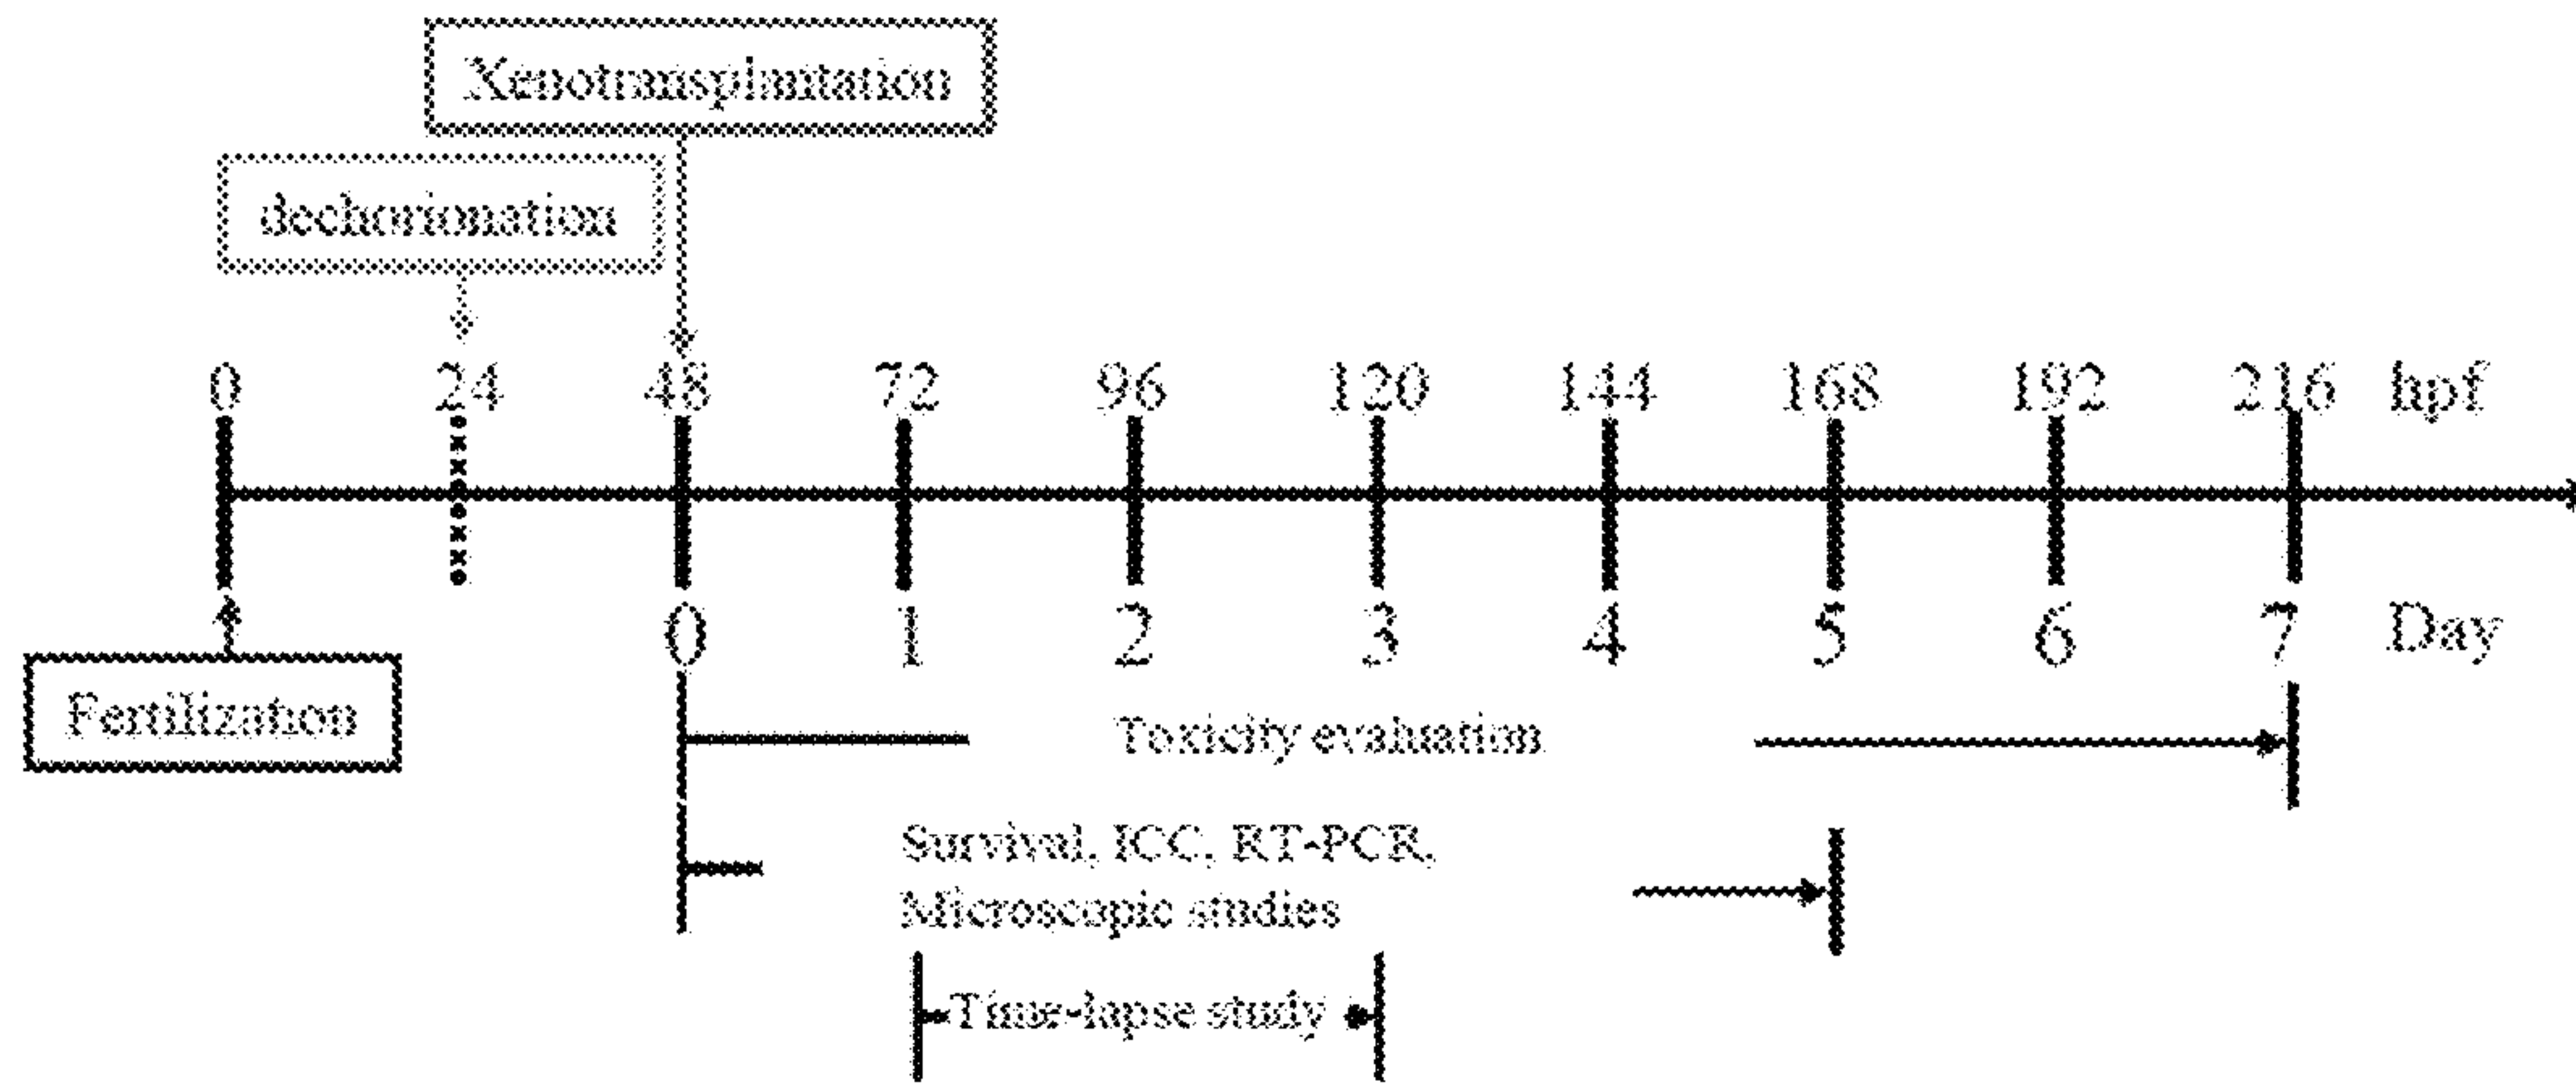 Xenotransplantation
dechorionation
0 24 48 72 96 120 144 168 192 216 hpf
0 1 2 3 4 5 6 7 Day
Fertilization
Toxicity evaluation
Survival, ICC, RT-PCR,
Microscopic studies
Time-lapse study